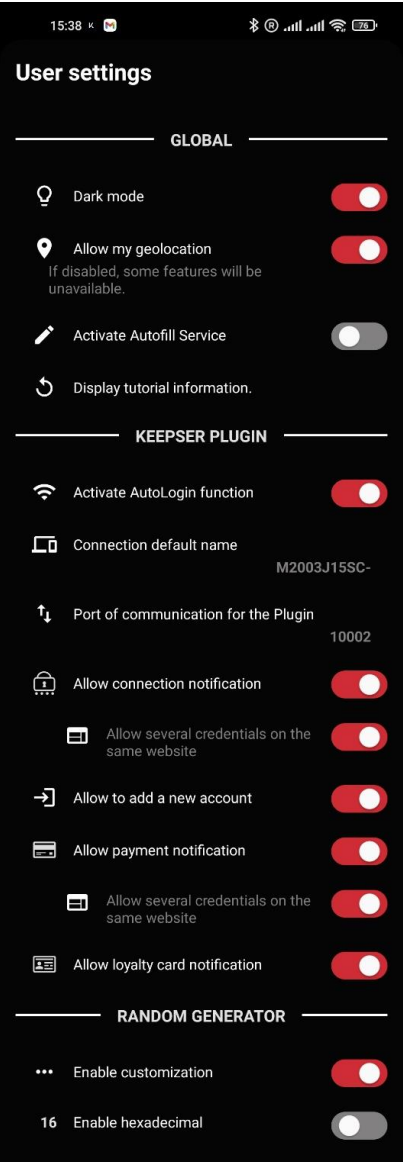 15:38 K M
76
User settings
GLOBAL
Dark mode
Allow my geolocation
If disabled, some features will be
unavailable.
Activate Autofill Service
Display tutorial information.
KEEPSER PLUGIN
Activate AutoLogin function
Connection default name
M2003J15SC-
Port of communication for the Plugin
10002
Allow connection notification
Allow several credentials on the
same website
Allow to add a new account
Allow payment notification
Allow several credentials on the
same website
Allow loyalty card notification
RANDOM GENERATOR
Enable customization
16 Enable hexadecimal